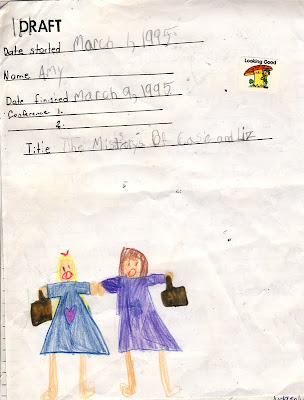 DRAFT
Date started March 6, 1995
Looking Good
Name Amy
Date finished March 9, 1995
Conference 1.
2.
Title The Mistery's Of Casie and Liz